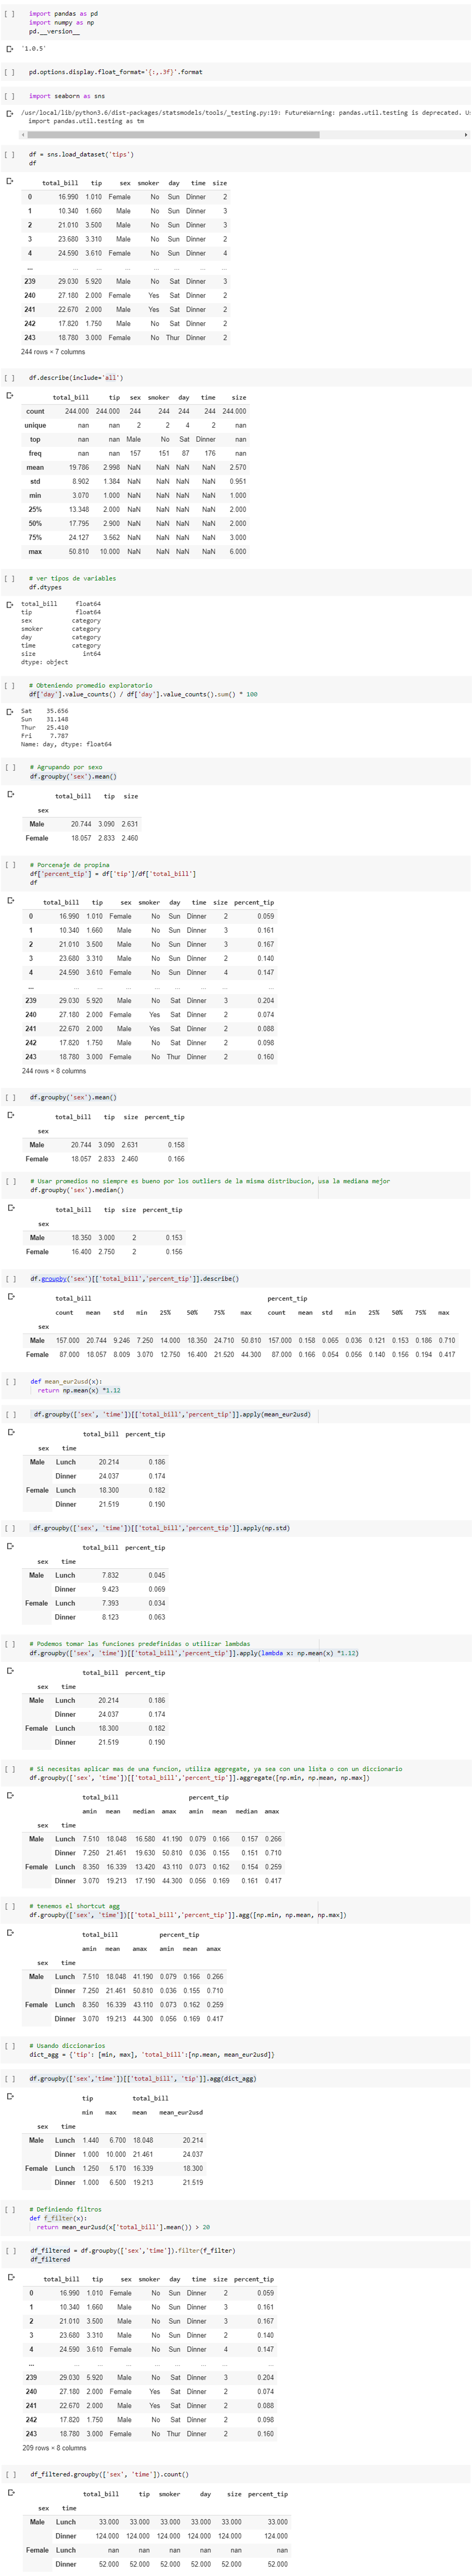 [ ] import pandas as pd
import numpy as np
pd.__version__
'1.0.5'
[ ] pd.options.display.float_format='{:,.3f}'.format
[ ] import seaborn as sns
/usr/local/lib/python3.6/dist-packages/statsmodels/tools/_testing.py:19: FutureWarning: pandas.util.testing is deprecated. Us
import pandas.util.testing as tm
[ ] df = sns.load_dataset('tips')
df
total_bill tip sex smoker day time size
0 16.990 1.010 Female No Sun Dinner 2
1 10.340 1.660 Male No Sun Dinner 3
2 21.010 3.500 Male No Sun Dinner 3
3 23.680 3.310 Male No Sun Dinner 2
4 24.590 3.610 Female No Sun Dinner 4
... ... ... ... ... ... ... ...
239 29.030 5.920 Male No Sat Dinner 3
240 27.180 2.000 Female Yes Sat Dinner 2
241 22.670 2.000 Male Yes Sat Dinner 2
242 17.820 1.750 Male No Sat Dinner 2
243 18.780 3.000 Female No Thur Dinner 2
244 rows × 7 columns
[ ] df.describe(include='all')
total_bill tip sex smoker day time size
count 244.000 244.000 244 244 244 244 244.000
unique nan nan 2 2 4 2 nan
top nan nan Male No Sat Dinner nan
freq nan nan 157 151 87 176 nan
mean 19.786 2.998 NaN NaN NaN NaN 2.570
std 8.902 1.384 NaN NaN NaN NaN 0.951
min 3.070 1.000 NaN NaN NaN NaN 1.000
25% 13.348 2.000 NaN NaN NaN NaN 2.000
50% 17.795 2.900 NaN NaN NaN NaN 2.000
75% 24.127 3.562 NaN NaN NaN NaN 3.000
max 50.810 10.000 NaN NaN NaN NaN 6.000
[ ] # ver tipos de variables
df.dtypes
total_bill float64
tip float64
sex category
smoker category
day category
time category
size int64
dtype: object
[ ] # Obteniendo promedio exploratorio
df['day'].value_counts() / df['day'].value_counts().sum() * 100
Sat 35.656
Sun 31.148
Thur 25.410
Fri 7.787
Name: day, dtype: float64
[ ] # Agrupando por sexo
df.groupby('sex').mean()
total_bill tip size
sex
Male 20.744 3.090 2.631
Female 18.057 2.833 2.460
[ ] # Porcenaje de propina
df['percent_tip'] = df['tip']/df['total_bill']
df
total_bill tip sex smoker day time size percent_tip
0 16.990 1.010 Female No Sun Dinner 2 0.059
1 10.340 1.660 Male No Sun Dinner 3 0.161
2 21.010 3.500 Male No Sun Dinner 3 0.167
3 23.680 3.310 Male No Sun Dinner 2 0.140
4 24.590 3.610 Female No Sun Dinner 4 0.147
... ... ... ... ... ... ... ... ...
239 29.030 5.920 Male No Sat Dinner 3 0.204
240 27.180 2.000 Female Yes Sat Dinner 2 0.074
241 22.670 2.000 Male Yes Sat Dinner 2 0.088
242 17.820 1.750 Male No Sat Dinner 2 0.098
243 18.780 3.000 Female No Thur Dinner 2 0.160
244 rows × 8 columns
[ ] df.groupby('sex').mean()
total_bill tip size percent_tip
sex
Male 20.744 3.090 2.631 0.158
Female 18.057 2.833 2.460 0.166
[ ] # Usar promedios no siempre es bueno por los outliers de la misma distribucion, usa la mediana mejor
df.groupby('sex').median()
total_bill tip size percent_tip
sex
Male 18.350 3.000 2 0.153
Female 16.400 2.750 2 0.156
[ ] df.groupby('sex')[['total_bill','percent_tip']].describe()
total_bill percent_tip
count mean std min 25% 50% 75% max count mean std min 25% 50% 75% max
sex
Male 157.000 20.744 9.246 7.250 14.000 18.350 24.710 50.810 157.000 0.158 0.065 0.036 0.121 0.153 0.186 0.710
Female 87.000 18.057 8.009 3.070 12.750 16.400 21.520 44.300 87.000 0.166 0.054 0.056 0.140 0.156 0.194 0.417
[ ] def mean_eur2usd(x):
return np.mean(x) *1.12
[ ] df.groupby(['sex', 'time'])[['total_bill','percent_tip']].apply(mean_eur2usd)
total_bill percent_tip
sex time
Male Lunch 20.214 0.186
Dinner 24.037 0.174
Female Lunch 18.300 0.182
Dinner 21.519 0.190
[ ] df.groupby(['sex', 'time'])[['total_bill','percent_tip']].apply(np.std)
total_bill percent_tip
sex time
Male Lunch 7.832 0.045
Dinner 9.423 0.069
Female Lunch 7.393 0.034
Dinner 8.123 0.063
[ ] # Podemos tomar las funciones predefinidas o utilizar lambdas
df.groupby(['sex', 'time'])[['total_bill','percent_tip']].apply(lambda x: np.mean(x) *1.12)
total_bill percent_tip
sex time
Male Lunch 20.214 0.186
Dinner 24.037 0.174
Female Lunch 18.300 0.182
Dinner 21.519 0.190
[ ] # Si necesitas aplicar mas de una funcion, utiliza aggregate, ya sea con una lista o con un diccionario
df.groupby(['sex', 'time'])[['total_bill','percent_tip']].aggregate([np.min, np.mean, np.max])
total_bill percent_tip
amin mean median amax amin mean median amax
sex time
Male Lunch 7.510 18.048 16.580 41.190 0.079 0.166 0.157 0.266
Dinner 7.250 21.461 19.630 50.810 0.036 0.155 0.151 0.710
Female Lunch 8.350 16.339 13.420 43.110 0.073 0.162 0.154 0.259
Dinner 3.070 19.213 17.190 44.300 0.056 0.169 0.161 0.417
[ ] # tenemos el shortcut agg
df.groupby(['sex', 'time'])[['total_bill','percent_tip']].agg([np.min, np.mean, np.max])
total_bill percent_tip
amin mean amax amin mean amax
sex time
Male Lunch 7.510 18.048 41.190 0.079 0.166 0.266
Dinner 7.250 21.461 50.810 0.036 0.155 0.710
Female Lunch 8.350 16.339 43.110 0.073 0.162 0.259
Dinner 3.070 19.213 44.300 0.056 0.169 0.417
[ ] # Usando diccionarios
dict_agg = {'tip': [min, max], 'total_bill':[np.mean, mean_eur2usd]}
[ ] df.groupby(['sex','time'])[['total_bill', 'tip']].agg(dict_agg)
tip total_bill
min max mean mean_eur2usd
sex time
Male Lunch 1.440 6.700 18.048 20.214
Dinner 1.000 10.000 21.461 24.037
Female Lunch 1.250 5.170 16.339 18.300
Dinner 1.000 6.500 19.213 21.519
[ ] # Definiendo filtros
def f_filter(x):
return mean_eur2usd(x['total_bill'].mean()) > 20
[ ] df_filtered = df.groupby(['sex','time']).filter(f_filter)
df_filtered
total_bill tip sex smoker day time size percent_tip
0 16.990 1.010 Female No Sun Dinner 2 0.059
1 10.340 1.660 Male No Sun Dinner 3 0.161
2 21.010 3.500 Male No Sun Dinner 3 0.167
3 23.680 3.310 Male No Sun Dinner 2 0.140
4 24.590 3.610 Female No Sun Dinner 4 0.147
... ... ... ... ... ... ... ... ...
239 29.030 5.920 Male No Sat Dinner 3 0.204
240 27.180 2.000 Female Yes Sat Dinner 2 0.074
241 22.670 2.000 Male Yes Sat Dinner 2 0.088
242 17.820 1.750 Male No Sat Dinner 2 0.098
243 18.780 3.000 Female No Thur Dinner 2 0.160
209 rows × 8 columns
[ ] df_filtered.groupby(['sex', 'time']).count()
total_bill tip smoker day size percent_tip
sex time
Male Lunch 33.000 33.000 33.000 33.000 33.000 33.000
Dinner 124.000 124.000 124.000 124.000 124.000 124.000
Female Lunch nan nan nan nan nan nan
Dinner 52.000 52.000 52.000 52.000 52.000 52.000